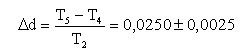 Δd = (T₅ − T₄) / T₂ = 0,0250 ± 0,0025